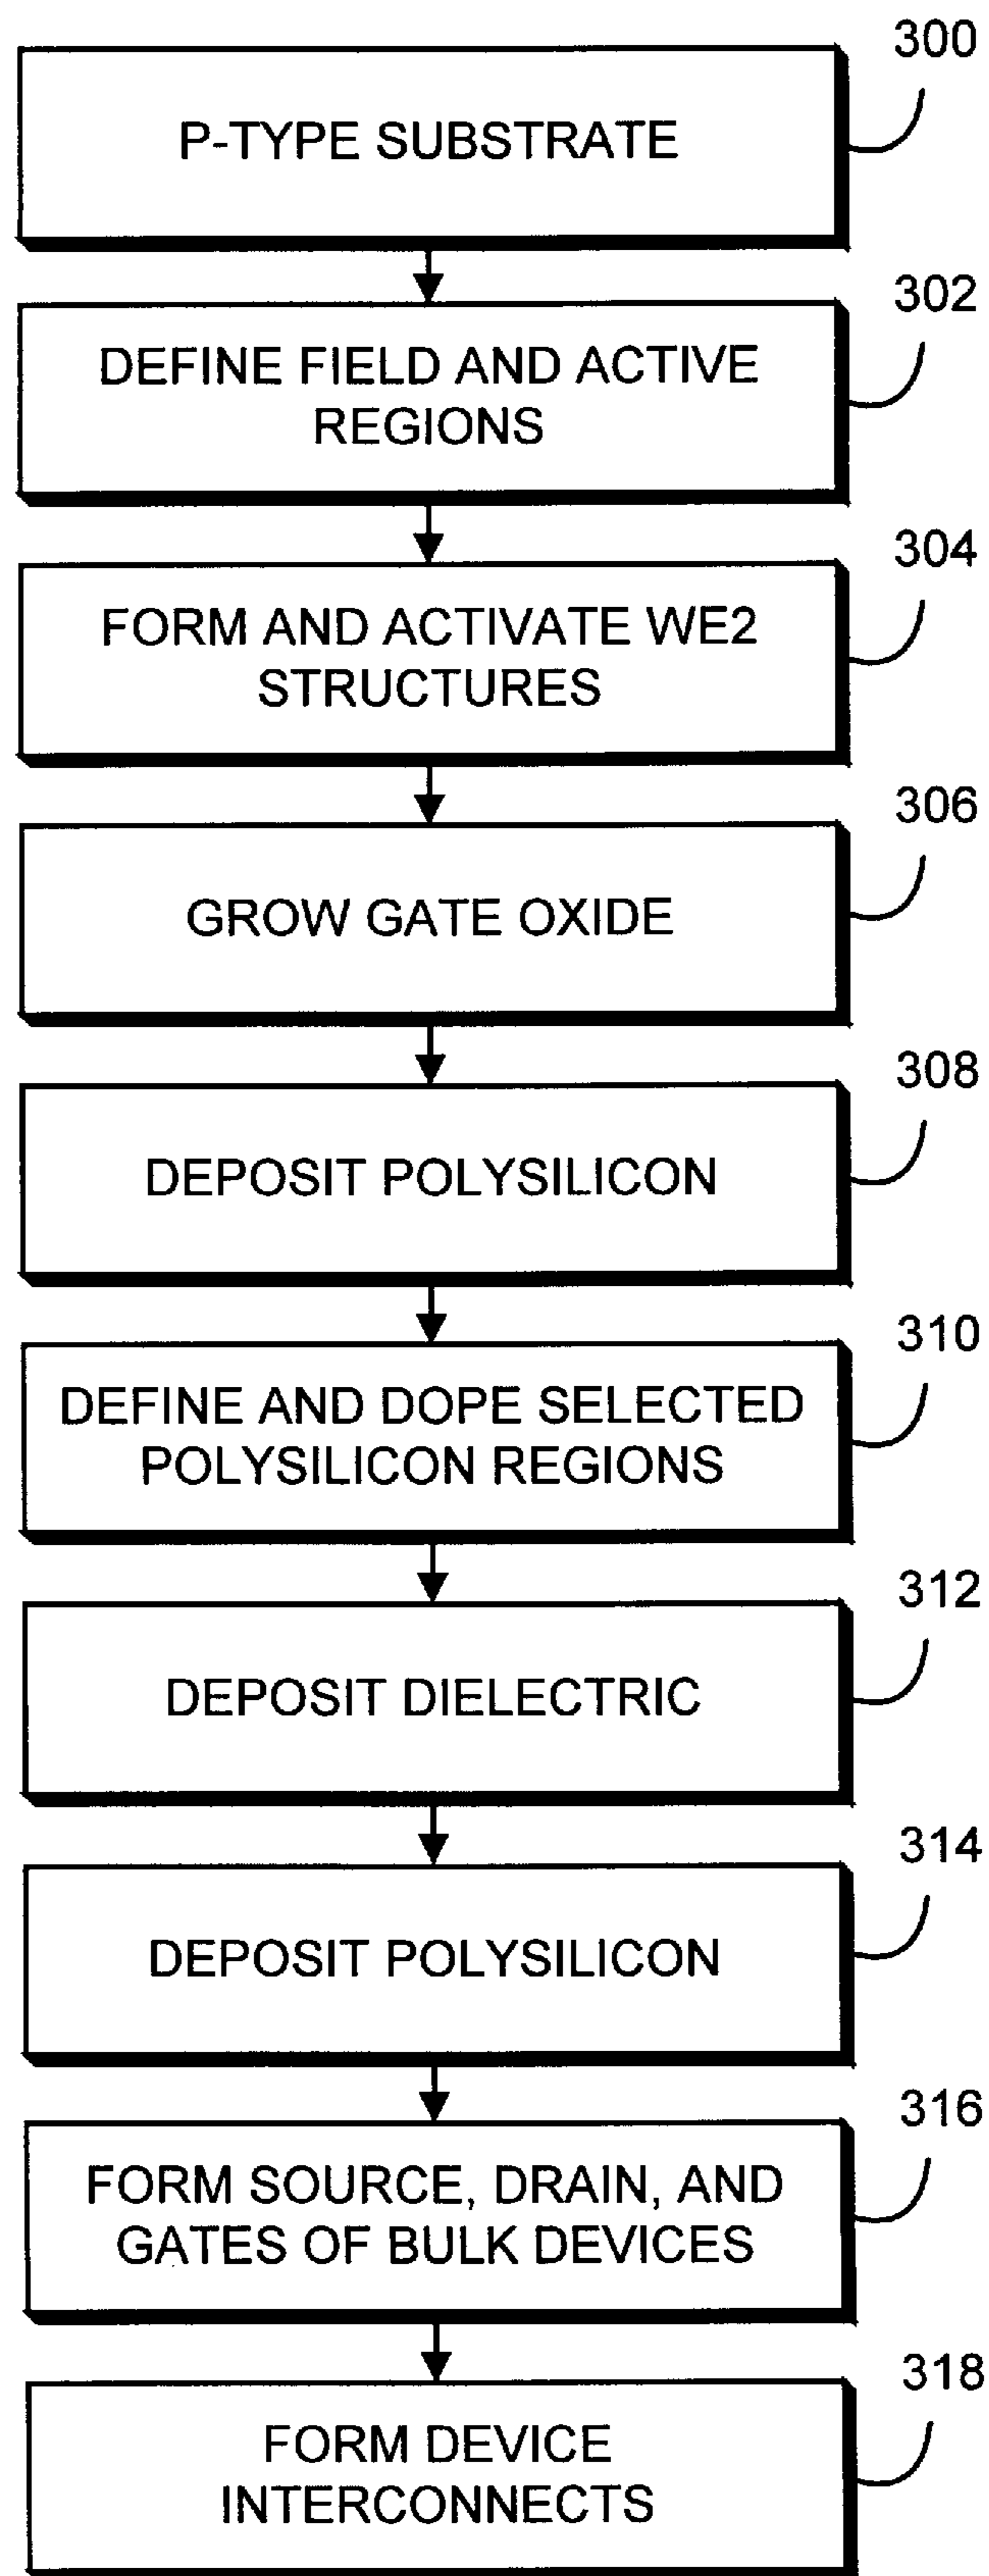 300
P-TYPE SUBSTRATE
302
DEFINE FIELD AND ACTIVE
REGIONS
304
FORM AND ACTIVATE WE2
STRUCTURES
306
GROW GATE OXIDE
308
DEPOSIT POLYSILICON
310
DEFINE AND DOPE SELECTED
POLYSILICON REGIONS
312
DEPOSIT DIELECTRIC
314
DEPOSIT POLYSILICON
316
FORM SOURCE, DRAIN, AND
GATES OF BULK DEVICES
318
FORM DEVICE
INTERCONNECTS